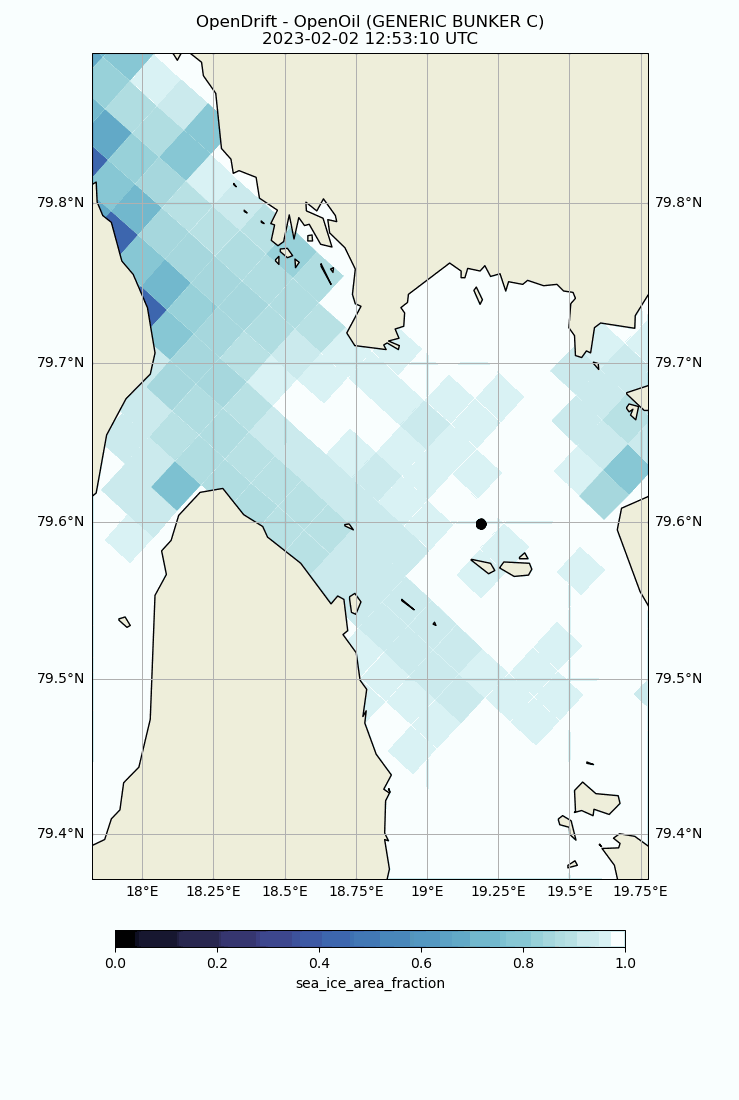 OpenDrift - OpenOil (GENERIC BUNKER C)
2023-02-02 12:53:10 UTC
79.8°N 79.8°N
79.7°N 79.7°N
79.6°N 79.6°N
79.5°N 79.5°N
79.4°N 79.4°N
18°E 18.25°E 18.5°E 18.75°E 19°E 19.25°E 19.5°E 19.75°E
0.0 0.2 0.4 0.6 0.8 1.0
sea_ice_area_fraction